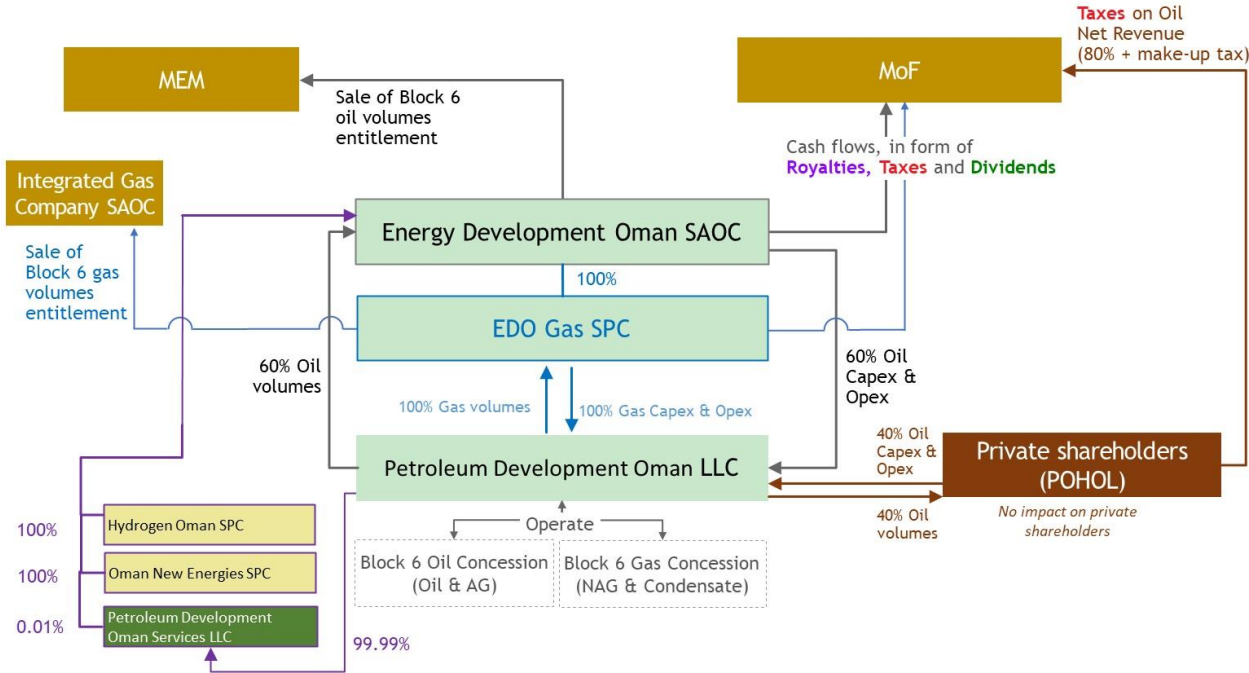 Taxes on Oil
Net Revenue
(80% + make-up tax)
MEM
MoF
Sale of Block 6
oil volumes
entitlement
Cash flows, in form of
Royalties, Taxes and Dividends
Integrated Gas
Company SAOC
Energy Development Oman SAOC
Sale of
Block 6 gas
volumes
entitlement
100%
EDO Gas SPC
60% Oil
volumes
60% Oil
Capex &
Opex
100% Gas volumes
100% Gas Capex & Opex
Petroleum Development Oman LLC
40% Oil
Capex &
Opex
Private shareholders
(POHOL)
40% Oil
volumes
No impact on private
shareholders
Operate
Block 6 Oil Concession
(Oil & AG)
Block 6 Gas Concession
(NAG & Condensate)
100%
Hydrogen Oman SPC
100%
Oman New Energies SPC
0.01%
Petroleum Development
Oman Services LLC
99.99%